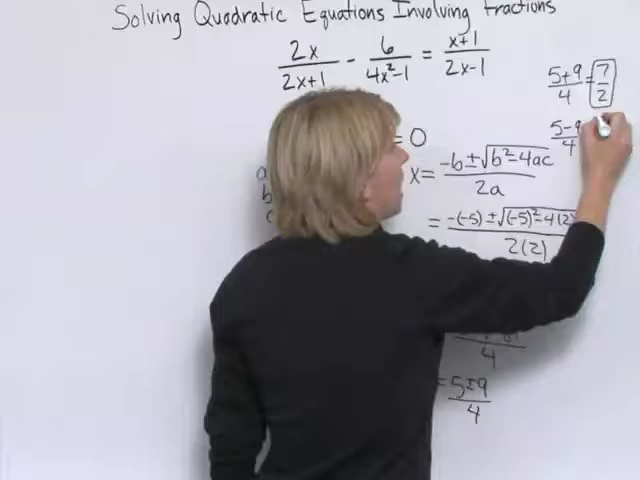 Solving Quadratic Equations Involving Fractions
2x/(2x+1) - 6/(4x²-1) = (x+1)/(2x-1)
(5+9)/4 = 7/2
(5-9)/4
= 0
x = (-b ± √(b²-4ac))/(2a)
= (-(-5) ± √((-5)²-4(2)
2(2)
4
= (5±9)/4